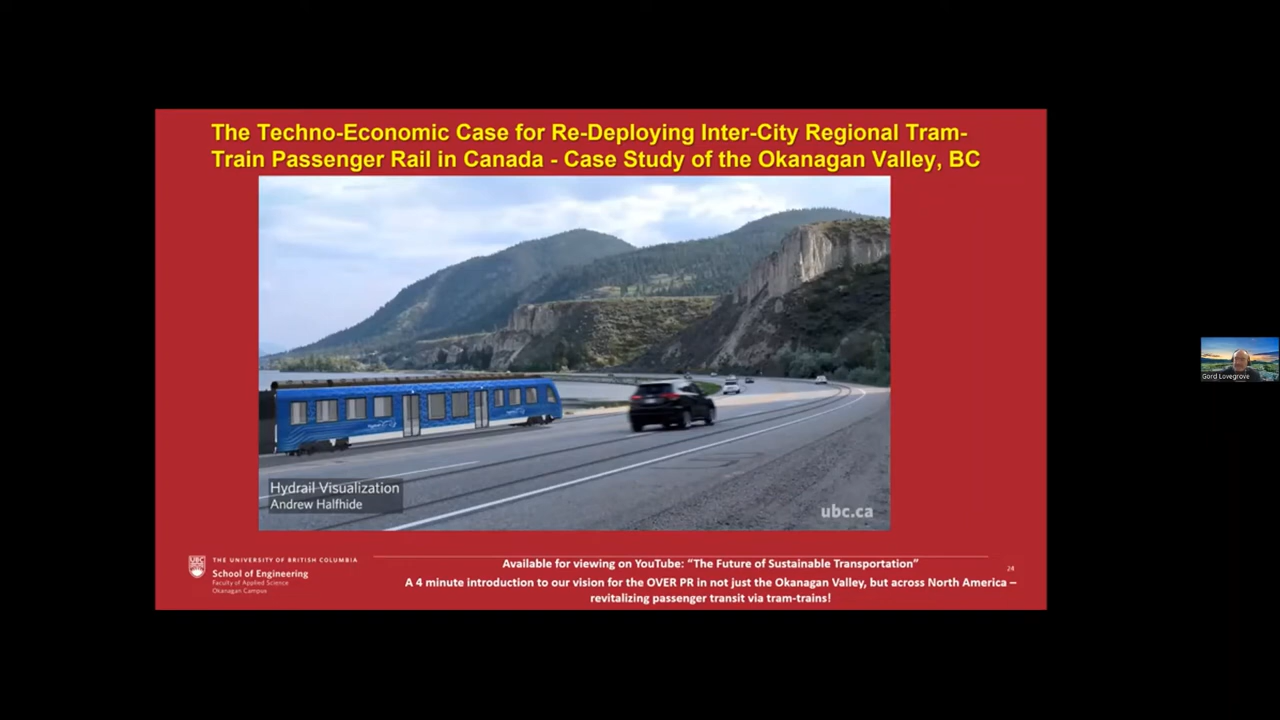 The Techno-Economic Case for Re-Deploying Inter-City Regional Tram-
Train Passenger Rail in Canada - Case Study of the Okanagan Valley, BC
Hydrail Visualization
Andrew Halfhide
ubc.ca
UBC
THE UNIVERSITY OF BRITISH COLUMBIA
School of Engineering
Faculty of Applied Science
Okanagan Campus
Available for viewing on YouTube: “The Future of Sustainable Transportation”
A 4 minute introduction to our vision for the OVER PR in not just the Okanagan Valley, but across North America –
revitalizing passenger transit via tram-trains!
24
Gord Lovegrove